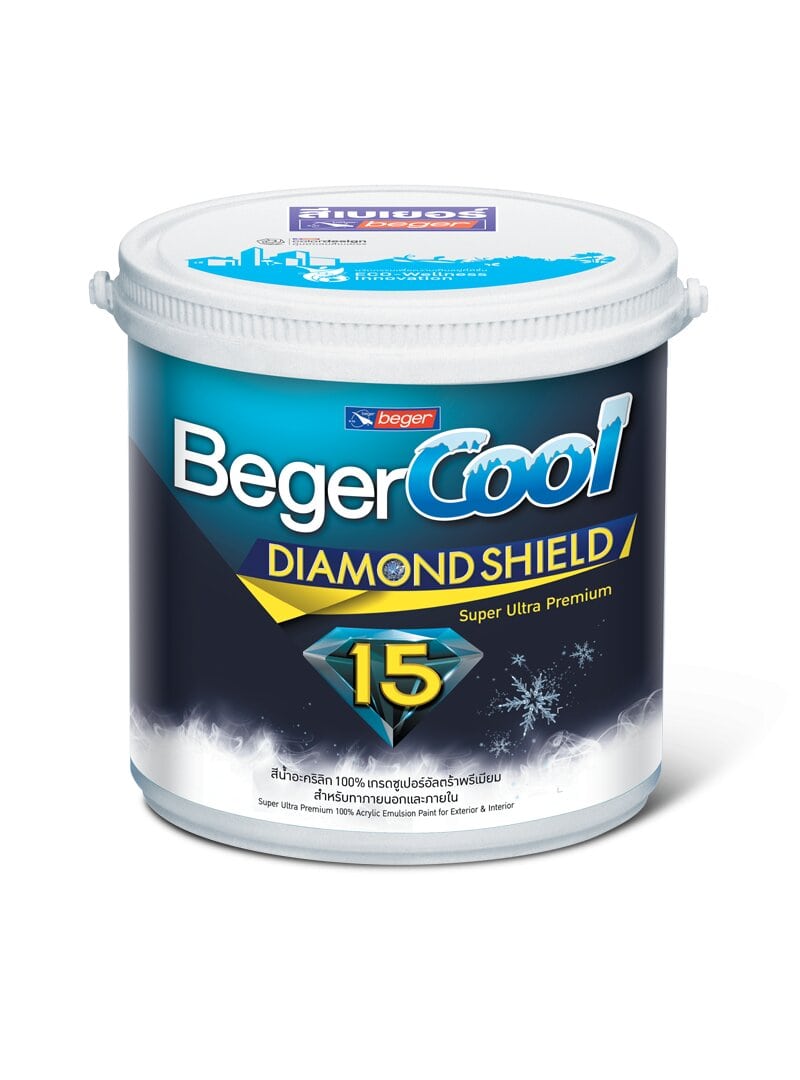 สีเบเยอร์
beger
colordesign
ECO-Wellness
Innovation
beger
BegerCool
DIAMOND SHIELD
Super Ultra Premium
15
สีน้ำอะคริลิก 100% เกรดซูเปอร์อัลตร้าพรีเมียม
สำหรับทาภายนอกและภายใน
Super Ultra Premium 100% Acrylic Emulsion Paint for Exterior & Interior